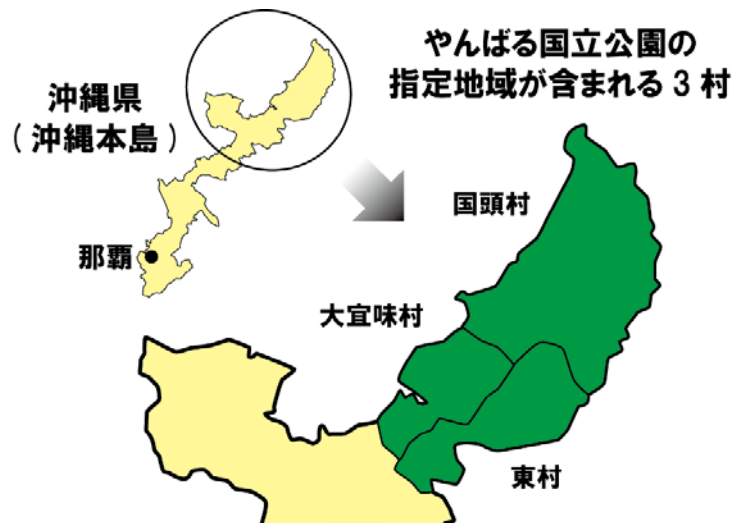 やんばる国立公園の
指定地域が含まれる3村
沖縄県
(沖縄本島)
那覇
国頭村
大宜味村
東村